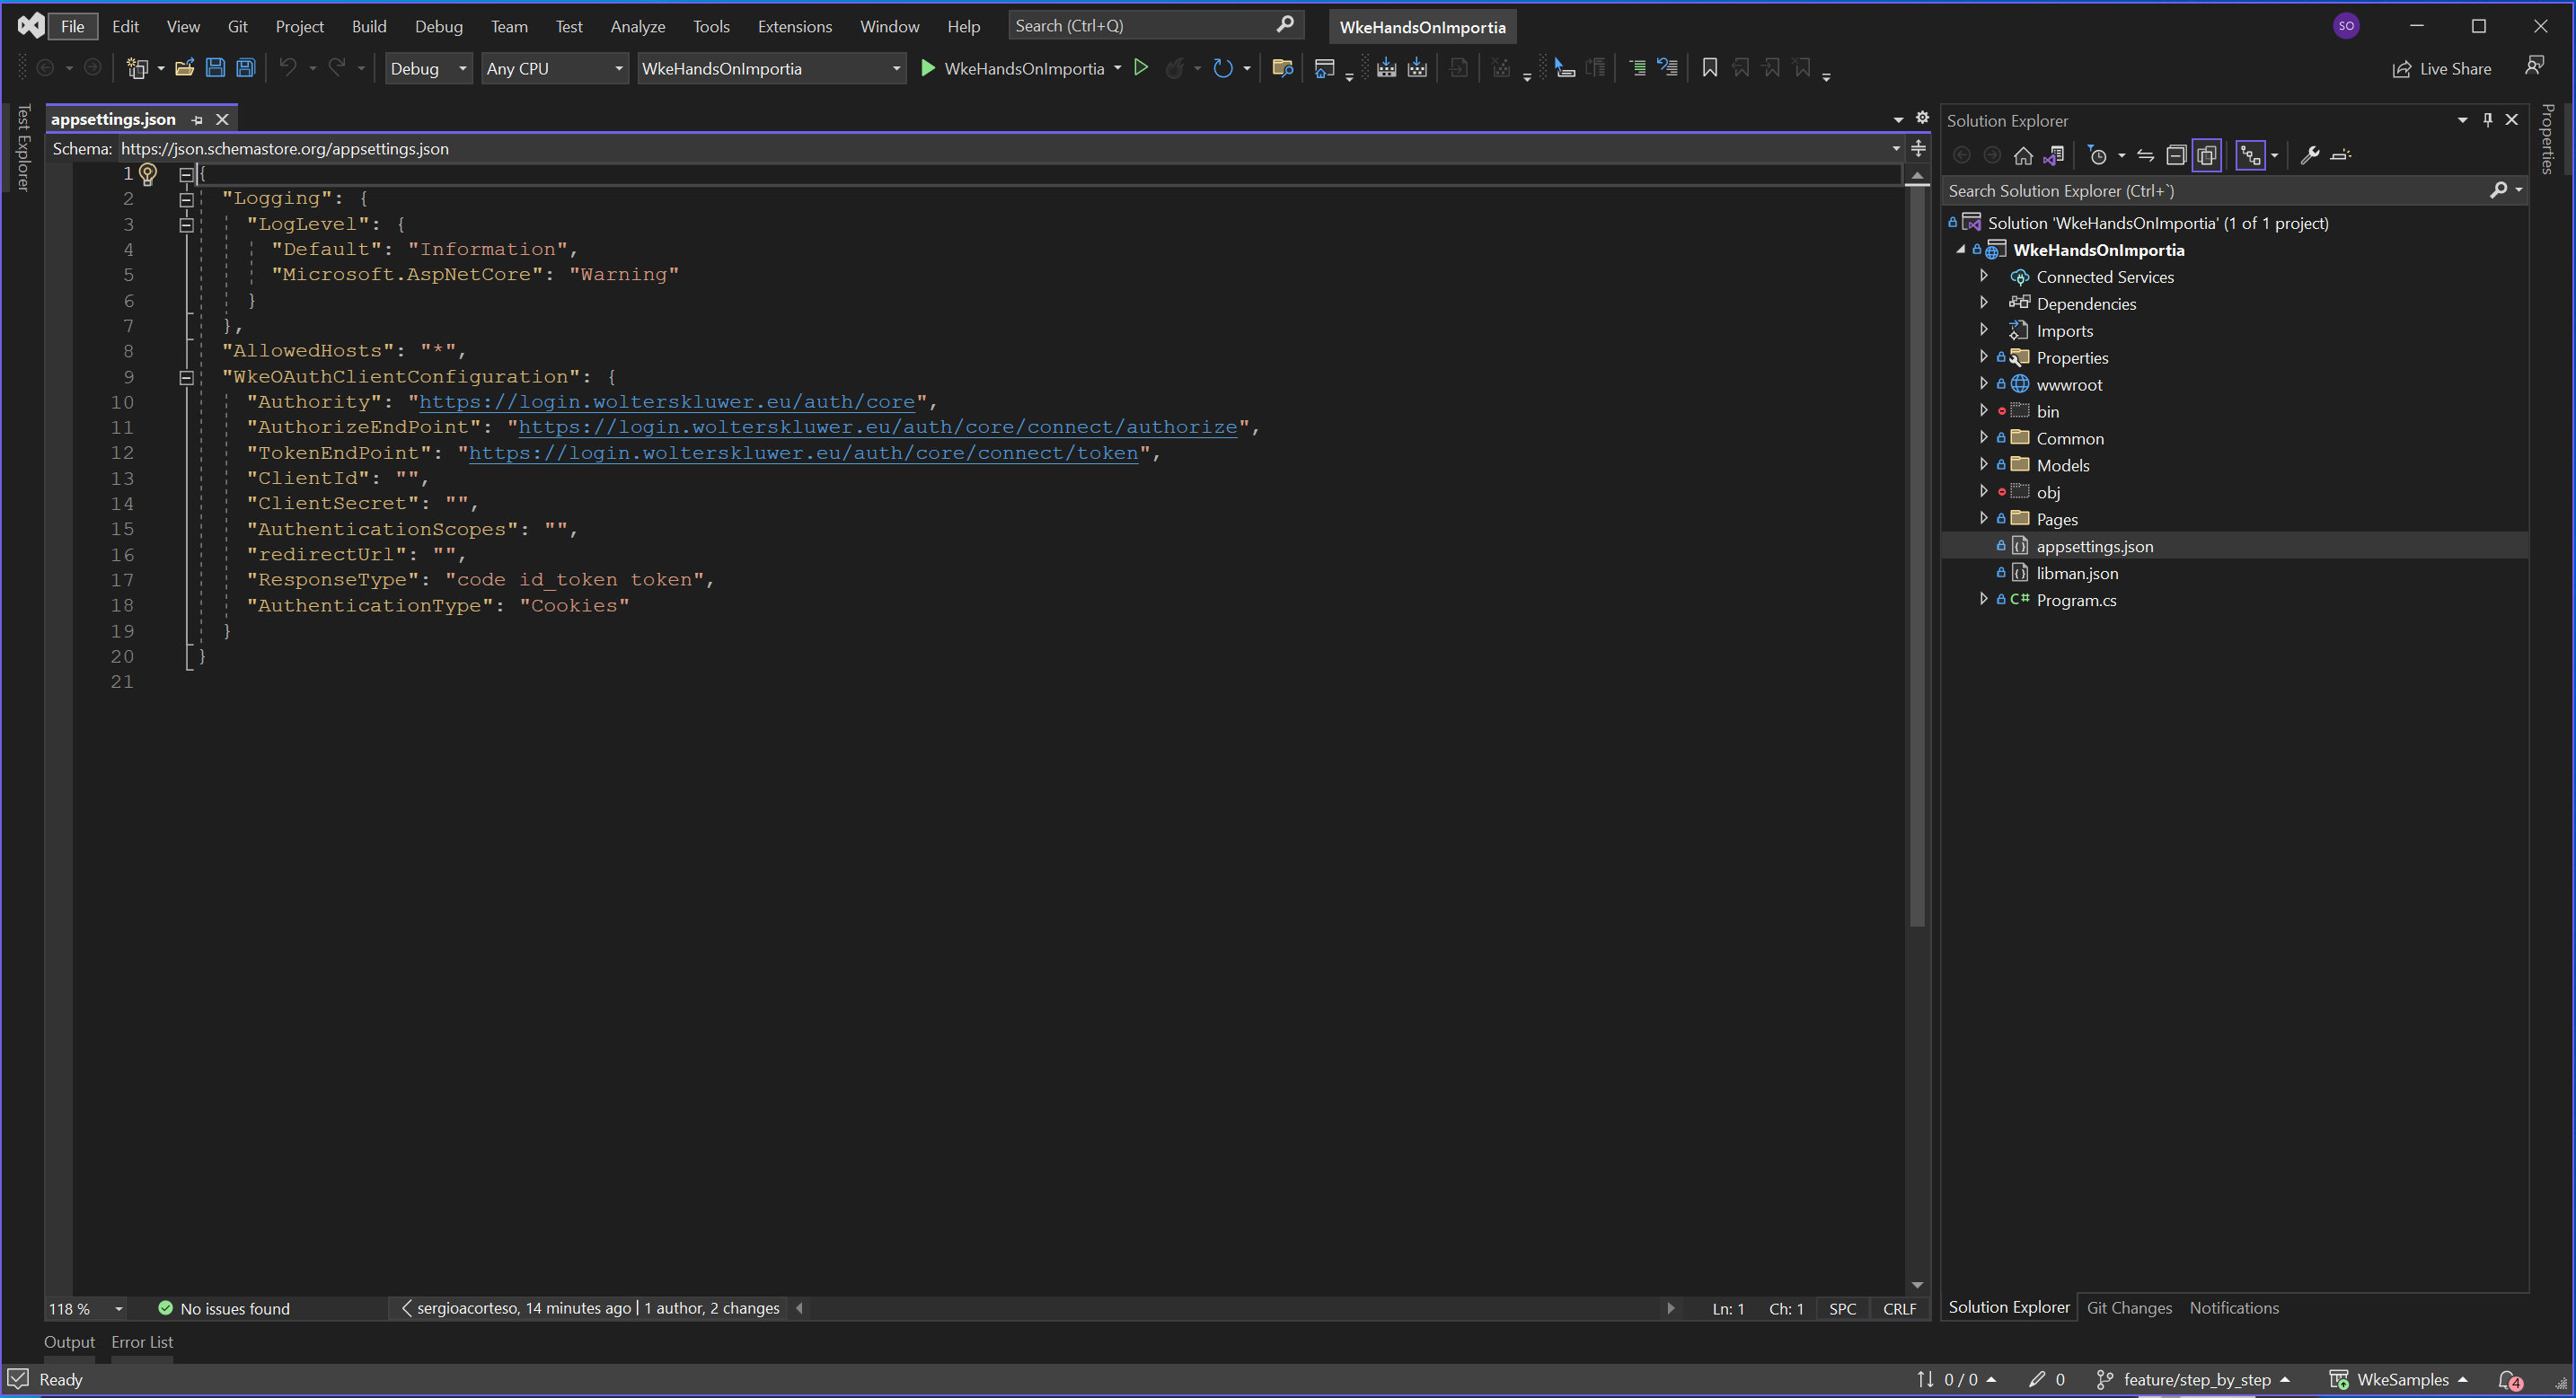 File Edit View Git Project Build Debug Team Test Analyze Tools Extensions Window Help Search (Ctrl+Q) WkeHandsOnImportia SO
Debug Any CPU WkeHandsOnImportia WkeHandsOnImportia Live Share
Test Explorer
appsettings.json
Schema: https://json.schemastore.org/appsettings.json
1 {
2 "Logging": {
3 "LogLevel": {
4 "Default": "Information",
5 "Microsoft.AspNetCore": "Warning"
6 }
7 },
8 "AllowedHosts": "*",
9 "WkeOAuthClientConfiguration": {
10 "Authority": "https://login.wolterskluwer.eu/auth/core",
11 "AuthorizeEndPoint": "https://login.wolterskluwer.eu/auth/core/connect/authorize",
12 "TokenEndPoint": "https://login.wolterskluwer.eu/auth/core/connect/token",
13 "ClientId": "",
14 "ClientSecret": "",
15 "AuthenticationScopes": "",
16 "redirectUrl": "",
17 "ResponseType": "code id_token token",
18 "AuthenticationType": "Cookies"
19 }
20 }
21
118 % No issues found sergioacorteso, 14 minutes ago | 1 author, 2 changes Ln: 1 Ch: 1 SPC CRLF
Solution Explorer
Search Solution Explorer (Ctrl+`)
Solution 'WkeHandsOnImportia' (1 of 1 project)
WkeHandsOnImportia
Connected Services
Dependencies
Imports
Properties
wwwroot
bin
Common
Models
obj
Pages
appsettings.json
libman.json
C# Program.cs
Solution Explorer Git Changes Notifications
Properties
Output Error List
Ready 0 / 0 0 feature/step_by_step WkeSamples 4